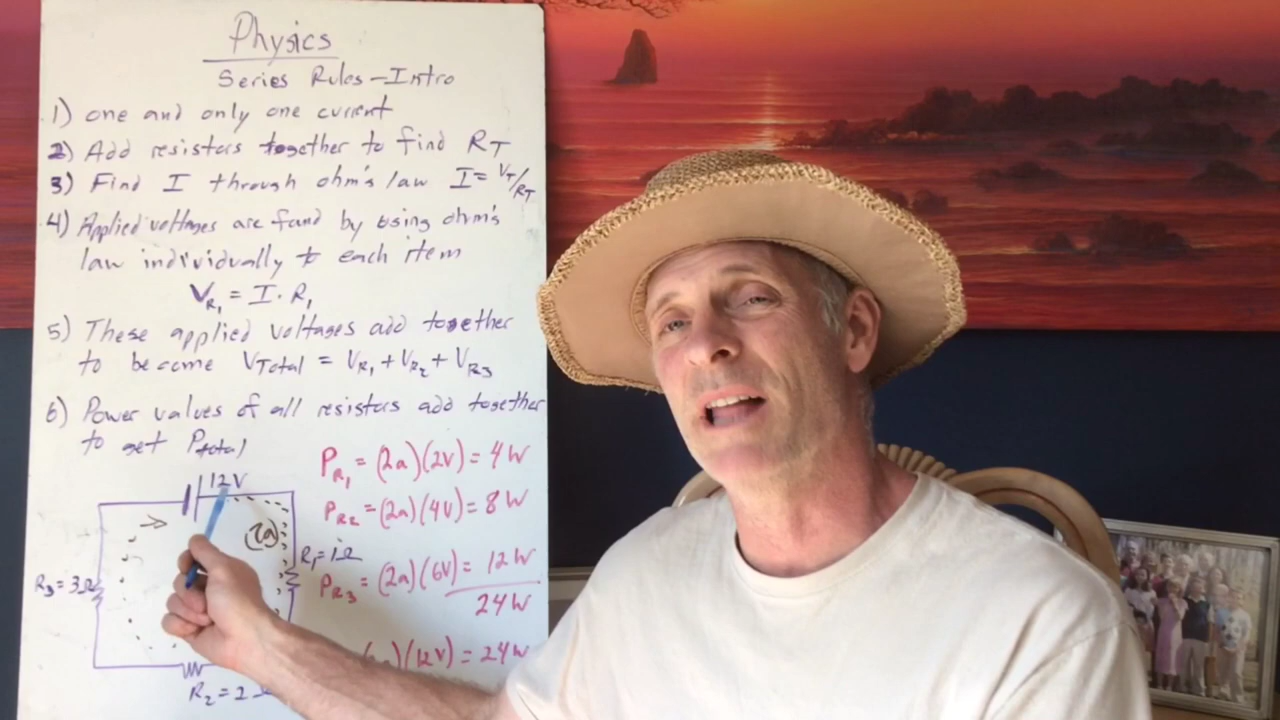 Physics
Series Rules - Intro
1) one and only one current
2) Add resistors together to find RT
3) Find I through ohm's law I = VT/RT
4) Applied voltages are found by using ohm's
law individually to each item
VR1 = I · R1
5) These applied voltages add together
to become VTotal = VR1 + VR2 + VR3
6) Power values of all resistors add together
to get Ptotal
PR1 = (2a)(2V) = 4W
PR2 = (2a)(4V) = 8W
PR3 = (2a)(6V) = 12W
24W
)(12V) = 24W
12V
(2a)
R1 = 1Ω
R3 = 3Ω
R2 = 2